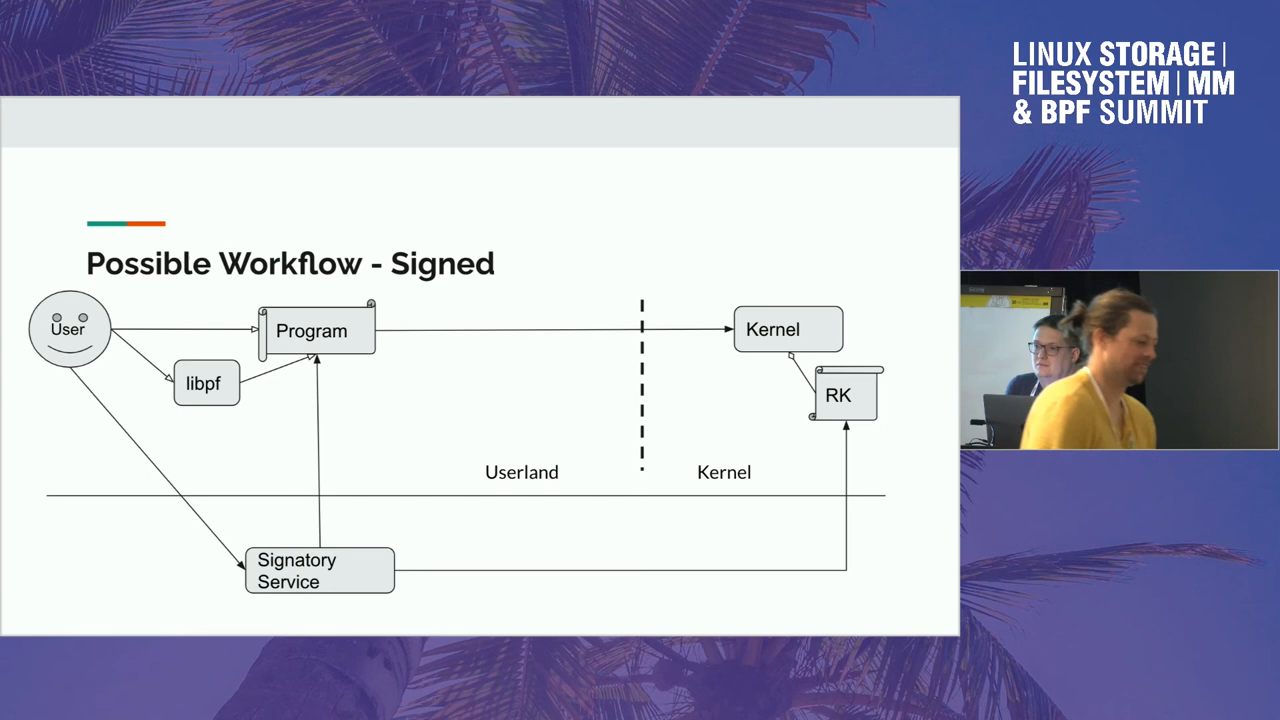 LINUX STORAGE |
FILESYSTEM | MM
& BPF SUMMIT
Possible Workflow - Signed
User
Program
Kernel
libpf
RK
Userland
Kernel
Signatory
Service